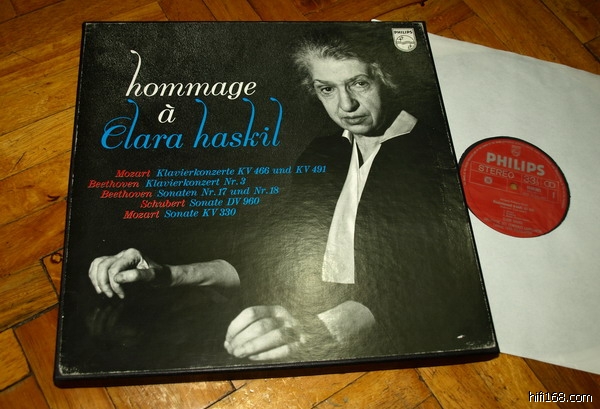 PHILIPS
hommage
à
Clara haskil
Mozart Klavierkonzerte KV 466 und KV 491
Beethoven Klavierkonzert Nr. 3
Beethoven Sonaten Nr. 17 und Nr. 18
Schubert Sonate DV 960
Mozart Sonate KV 330
PHILIPS
STEREO
33
hifi168.com